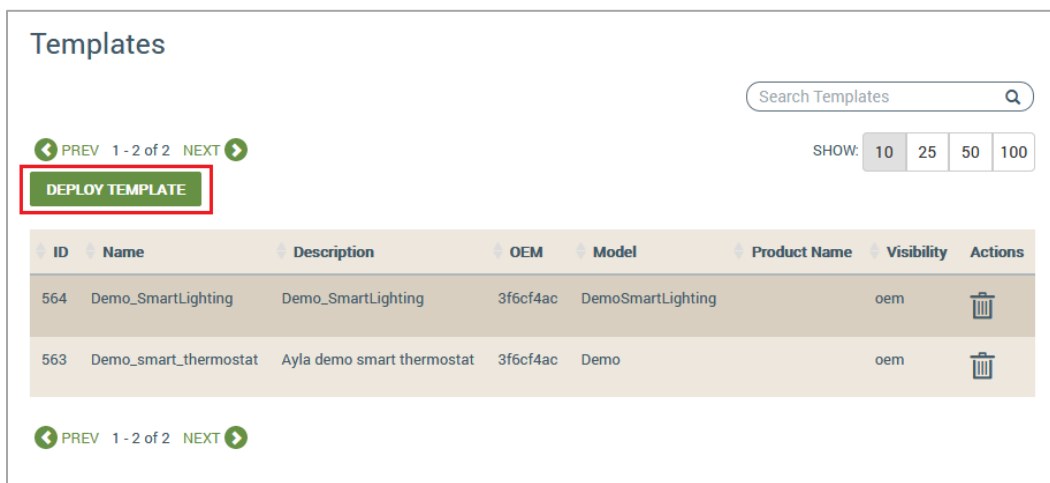 Templates
Search Templates
PREV 1 - 2 of 2 NEXT
SHOW: 10 25 50 100
DEPLOY TEMPLATE
ID Name Description OEM Model Product Name Visibility Actions
564 Demo_SmartLighting Demo_SmartLighting 3f6cf4ac DemoSmartLighting oem
563 Demo_smart_thermostat Ayla demo smart thermostat 3f6cf4ac Demo oem
PREV 1 - 2 of 2 NEXT